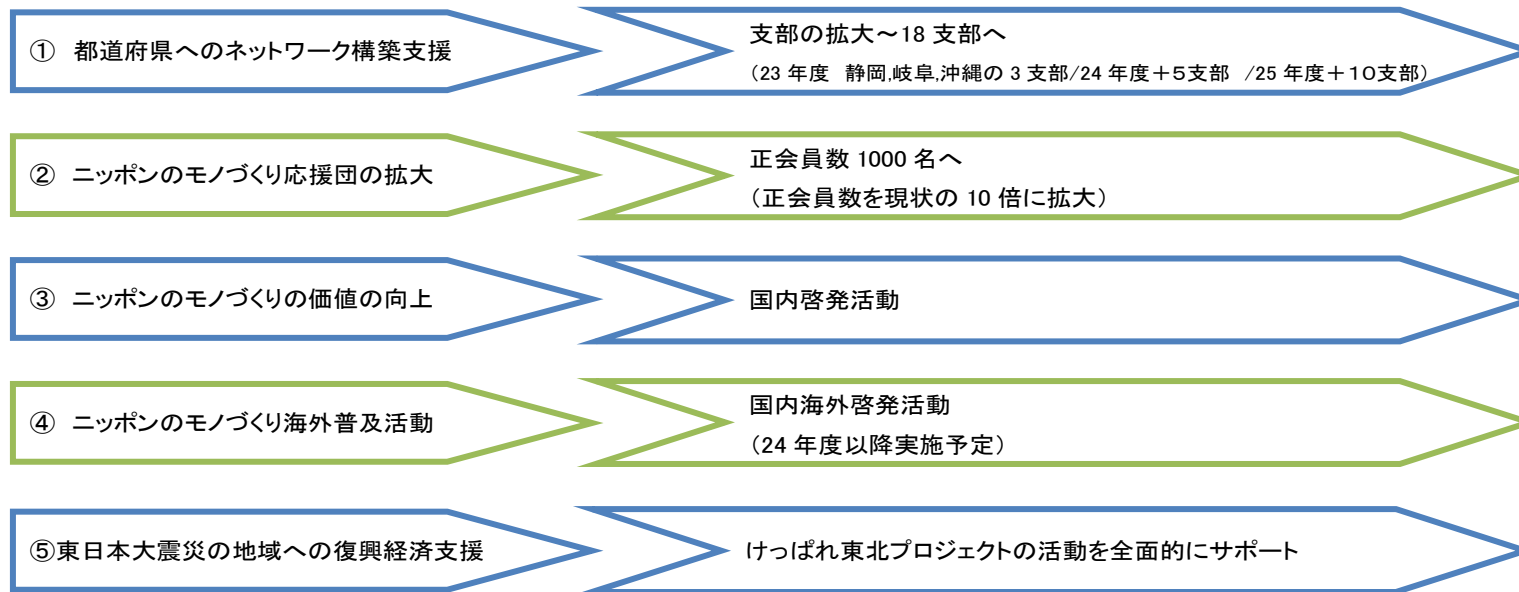 ① 都道府県へのネットワーク構築支援
支部の拡大～18 支部へ
（23 年度 静岡,岐阜,沖縄の 3 支部/24 年度＋５支部 /25 年度＋１０支部）
② ニッポンのモノづくり応援団の拡大
正会員数 1000 名へ
（正会員数を現状の 10 倍に拡大）
③ ニッポンのモノづくりの価値の向上
国内啓発活動
④ ニッポンのモノづくり海外普及活動
国内海外啓発活動
（24 年度以降実施予定）
⑤東日本大震災の地域への復興経済支援
けっぱれ東北プロジェクトの活動を全面的にサポート